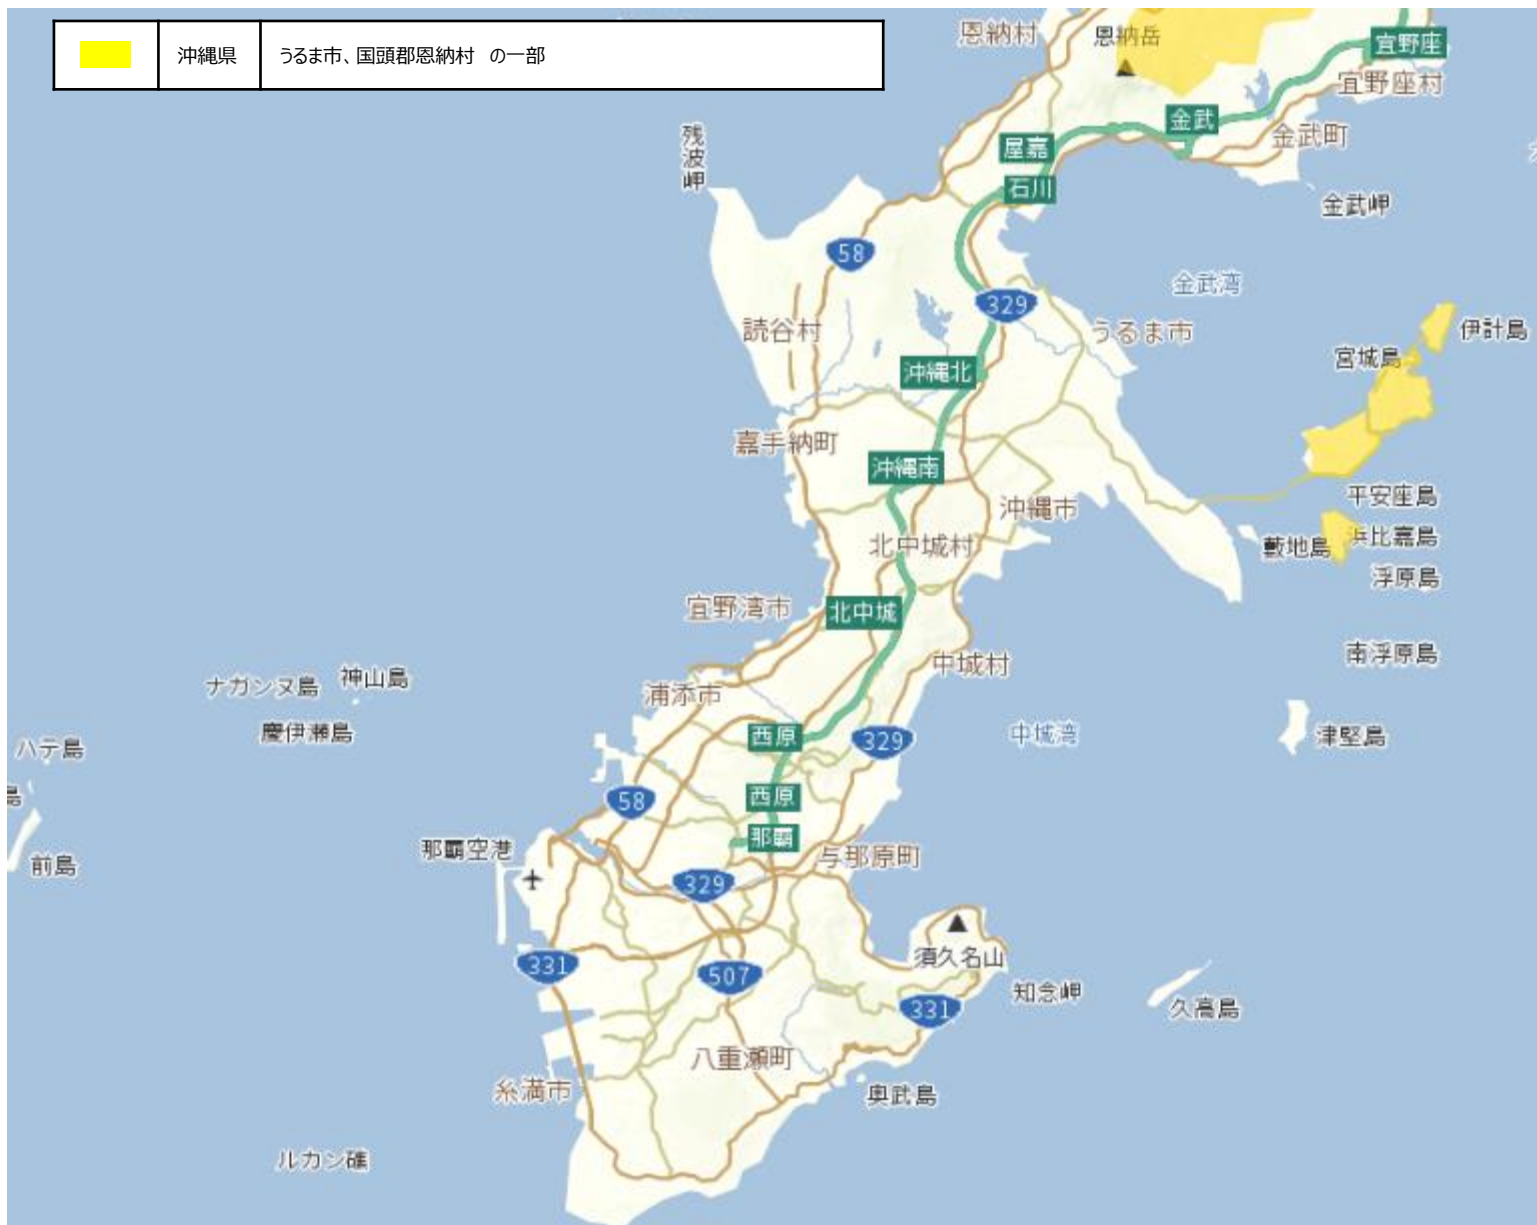 沖縄県
うるま市、国頭郡恩納村 の一部
恩納村
恩納岳
宜野座
宜野座村
金武
金武町
屋嘉
石川
残波岬
金武岬
58
金武湾
329
うるま市
読谷村
伊計島
宮城島
沖縄北
嘉手納町
沖縄南
平安座島
沖縄市
北中城村
藪地島
浜比嘉島
浮原島
宜野湾市
北中城
南浮原島
中城村
ナガンヌ島
神山島
浦添市
慶伊瀬島
西原
329
中城湾
津堅島
ハテ島
島
58
西原
那覇
那覇空港
与那原町
前島
329
須久名山
331
507
知念岬
331
久高島
八重瀬町
糸満市
奥武島
ルカン礁